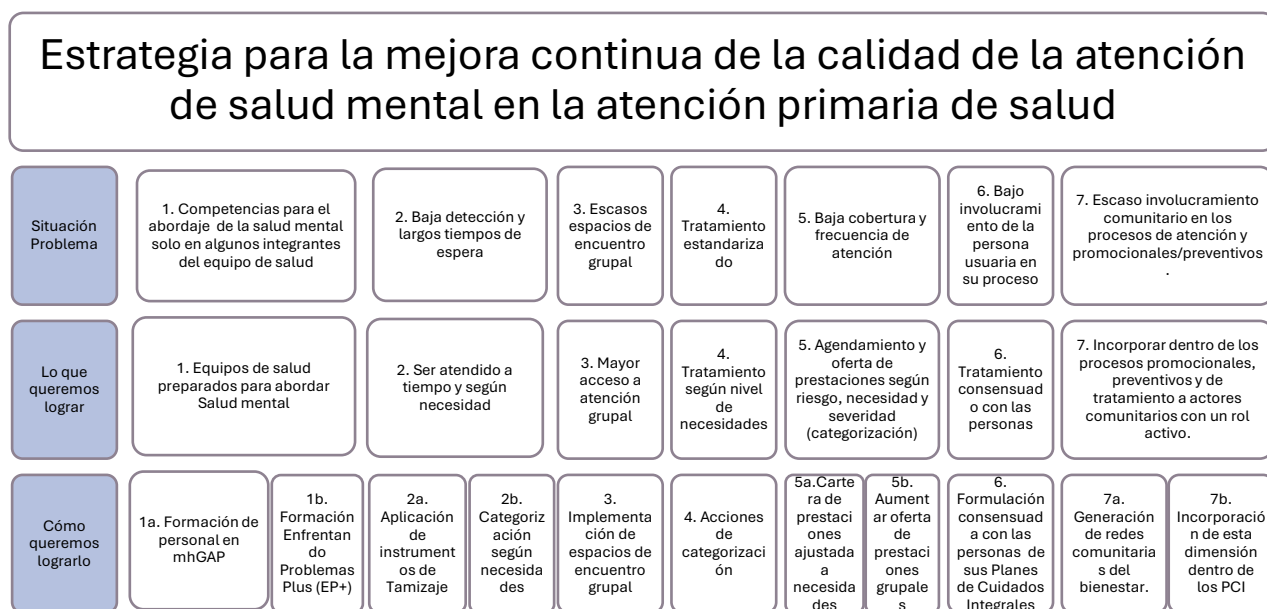 Estrategia para la mejora continua de la calidad de la atención
de salud mental en la atención primaria de salud
Situación
Problema
1. Competencias para el
abordaje de la salud mental
solo en algunos integrantes
del equipo de salud
2. Baja detección y
largos tiempos de
espera
3. Escasos
espacios de
encuentro
grupal
4.
Tratamiento
estandariza
do
5. Baja cobertura y
frecuencia de
atención
6. Bajo
involucrami
ento de la
persona
usuaria en
su proceso
7. Escaso involucramiento
comunitario en los
procesos de atención y
promocionales/preventivos
.
Lo que
queremos
lograr
1. Equipos de salud
preparados para abordar
Salud mental
2. Ser atendido a
tiempo y según
necesidad
3. Mayor
acceso a
atención
grupal
4.
Tratamiento
según nivel
de
necesidades
5. Agendamiento y
oferta de
prestaciones según
riesgo, necesidad y
severidad
(categorización)
6.
Tratamiento
consensuad
o con las
personas
7. Incorporar dentro de los
procesos promocionales,
preventivos y de
tratamiento a actores
comunitarios con un rol
activo.
Cómo
queremos
lograrlo
1a. Formación de
personal en
mhGAP
1b.
Formación
Enfrentan
do
Problemas
Plus (EP+)
2a.
Aplicación
de
instrument
os de
Tamizaje
2b.
Categoriz
ación
según
necesida
des
3.
Implementa
ción de
espacios de
encuentro
grupal
4. Acciones
de
categorizaci
ón
5a.Carte
ra de
prestaci
ones
ajustada
a
necesida
des
5b.
Aument
ar oferta
de
prestaci
ones
grupale
s
6.
Formulación
consensuad
a con las
personas de
sus Planes
de Cuidados
Integrales
7a.
Generación
de redes
comunitaria
s del
bienestar.
7b.
Incorporació
n de esta
dimensión
dentro de
los PCI